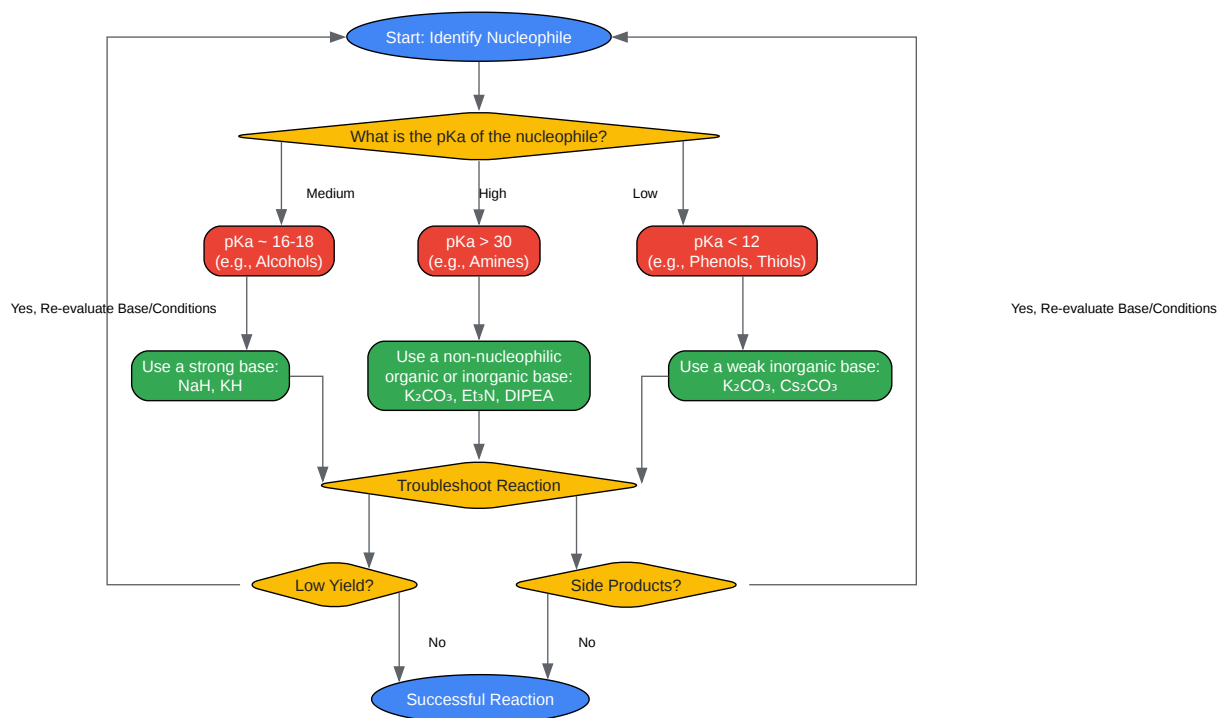 Start: Identify Nucleophile
What is the pKa of the nucleophile?
Medium
High
Low
pKa ~ 16-18
(e.g., Alcohols)
pKa > 30
(e.g., Amines)
pKa < 12
(e.g., Phenols, Thiols)
Yes, Re-evaluate Base/Conditions
Yes, Re-evaluate Base/Conditions
Use a strong base:
NaH, KH
Use a non-nucleophilic
organic or inorganic base:
K₂CO₃, Et₃N, DIPEA
Use a weak inorganic base:
K₂CO₃, Cs₂CO₃
Troubleshoot Reaction
Low Yield?
Side Products?
No
No
Successful Reaction